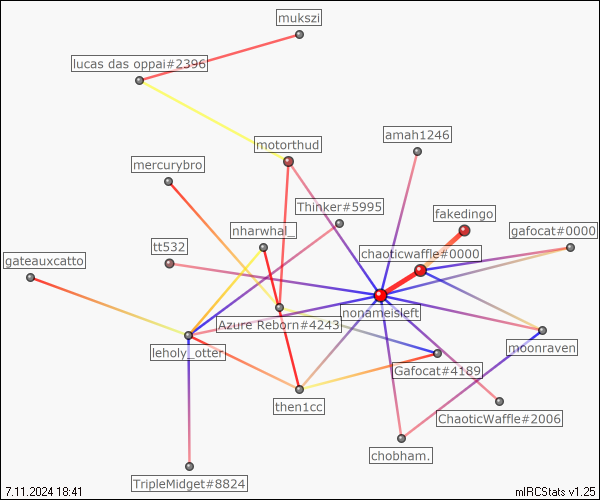 mukszi
lucas das oppai#2396
amah1246
motorthud
mercurybro
Thinker#5995
fakedingo
nharwhal_
gafocat#0000
tt532
chaoticwaffle#0000
gateauxcatto
nonameisleft
Azure Reborn#4243
moonraven
leholy_otter
Gafocat#4189
then1cc
ChaoticWaffle#2006
chobham.
TripleMidget#8824
7.11.2024 18:41
mIRCStats v1.25